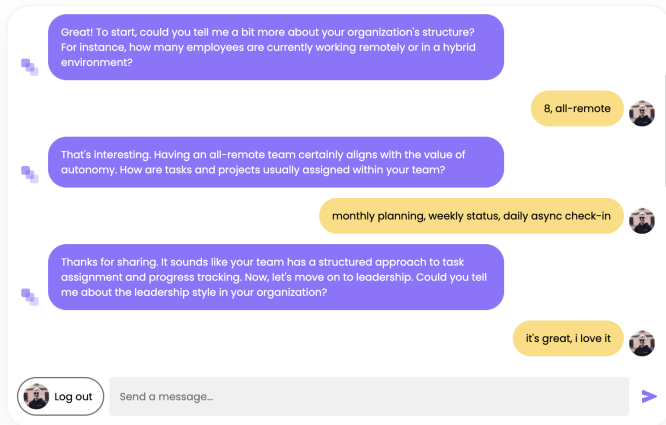 Great! To start, could you tell me a bit more about your organization's structure?
For instance, how many employees are currently working remotely or in a hybrid
environment?
8, all-remote
That's interesting. Having an all-remote team certainly aligns with the value of
autonomy. How are tasks and projects usually assigned within your team?
monthly planning, weekly status, daily async check-in
Thanks for sharing. It sounds like your team has a structured approach to task
assignment and progress tracking. Now, let's move on to leadership. Could you tell
me about the leadership style in your organization?
it's great, i love it
Log out
Send a message...